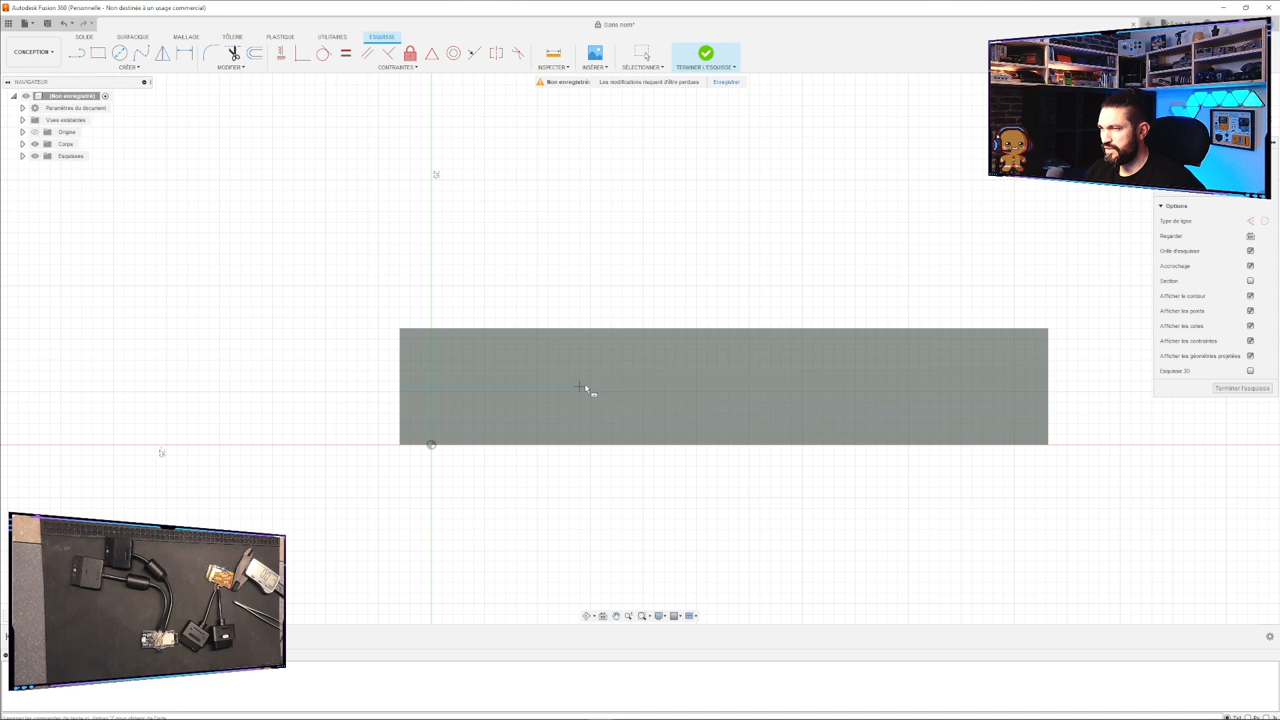 Autodesk Fusion 360 (Personnelle - Non destinée à un usage commercial)
Sans nom*
SOLIDE SURFACIQUE MAILLAGE TÔLERIE PLASTIQUE UTILITAIRES ESQUISSE
CONCEPTION
CRÉER MODIFIER CONTRAINTES INSPECTER INSÉRER SÉLECTIONNER TERMINER L'ESQUISSE
NAVIGATEUR
Non enregistré: Les modifications risquent d'être perdues Enregistrer
(Non enregistré)
Paramètres du document
Vues existantes
Origine
Corps
Esquisses
Options
Type de ligne
Regarder
Grille d'esquisse
Accrochage
Section
Afficher le contour
Afficher les points
Afficher les cotes
Afficher les contraintes
Afficher les géométries projetées
Esquisse 3D
Terminer l'esquisse